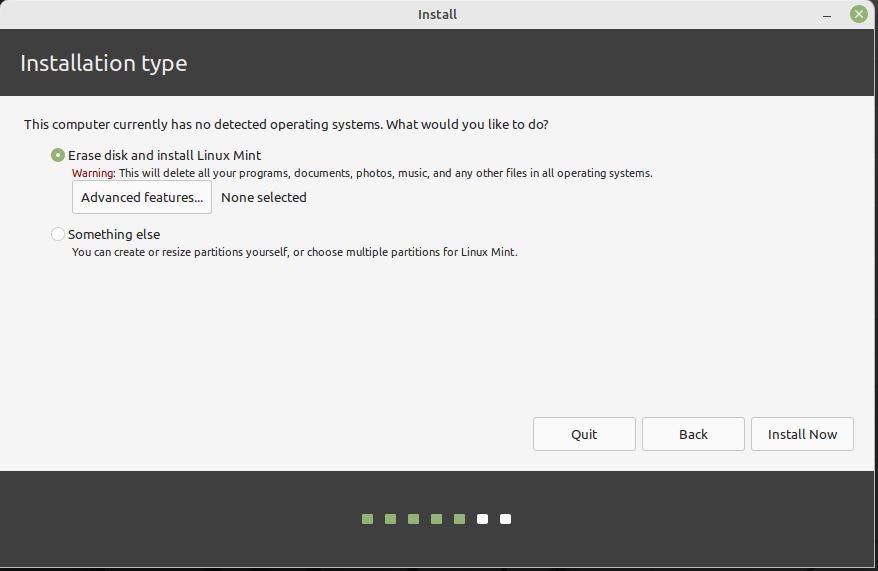 Install
Installation type
This computer currently has no detected operating systems. What would you like to do?
Erase disk and install Linux Mint
Warning: This will delete all your programs, documents, photos, music, and any other files in all operating systems.
Advanced features... None selected
Something else
You can create or resize partitions yourself, or choose multiple partitions for Linux Mint.
Quit Back Install Now